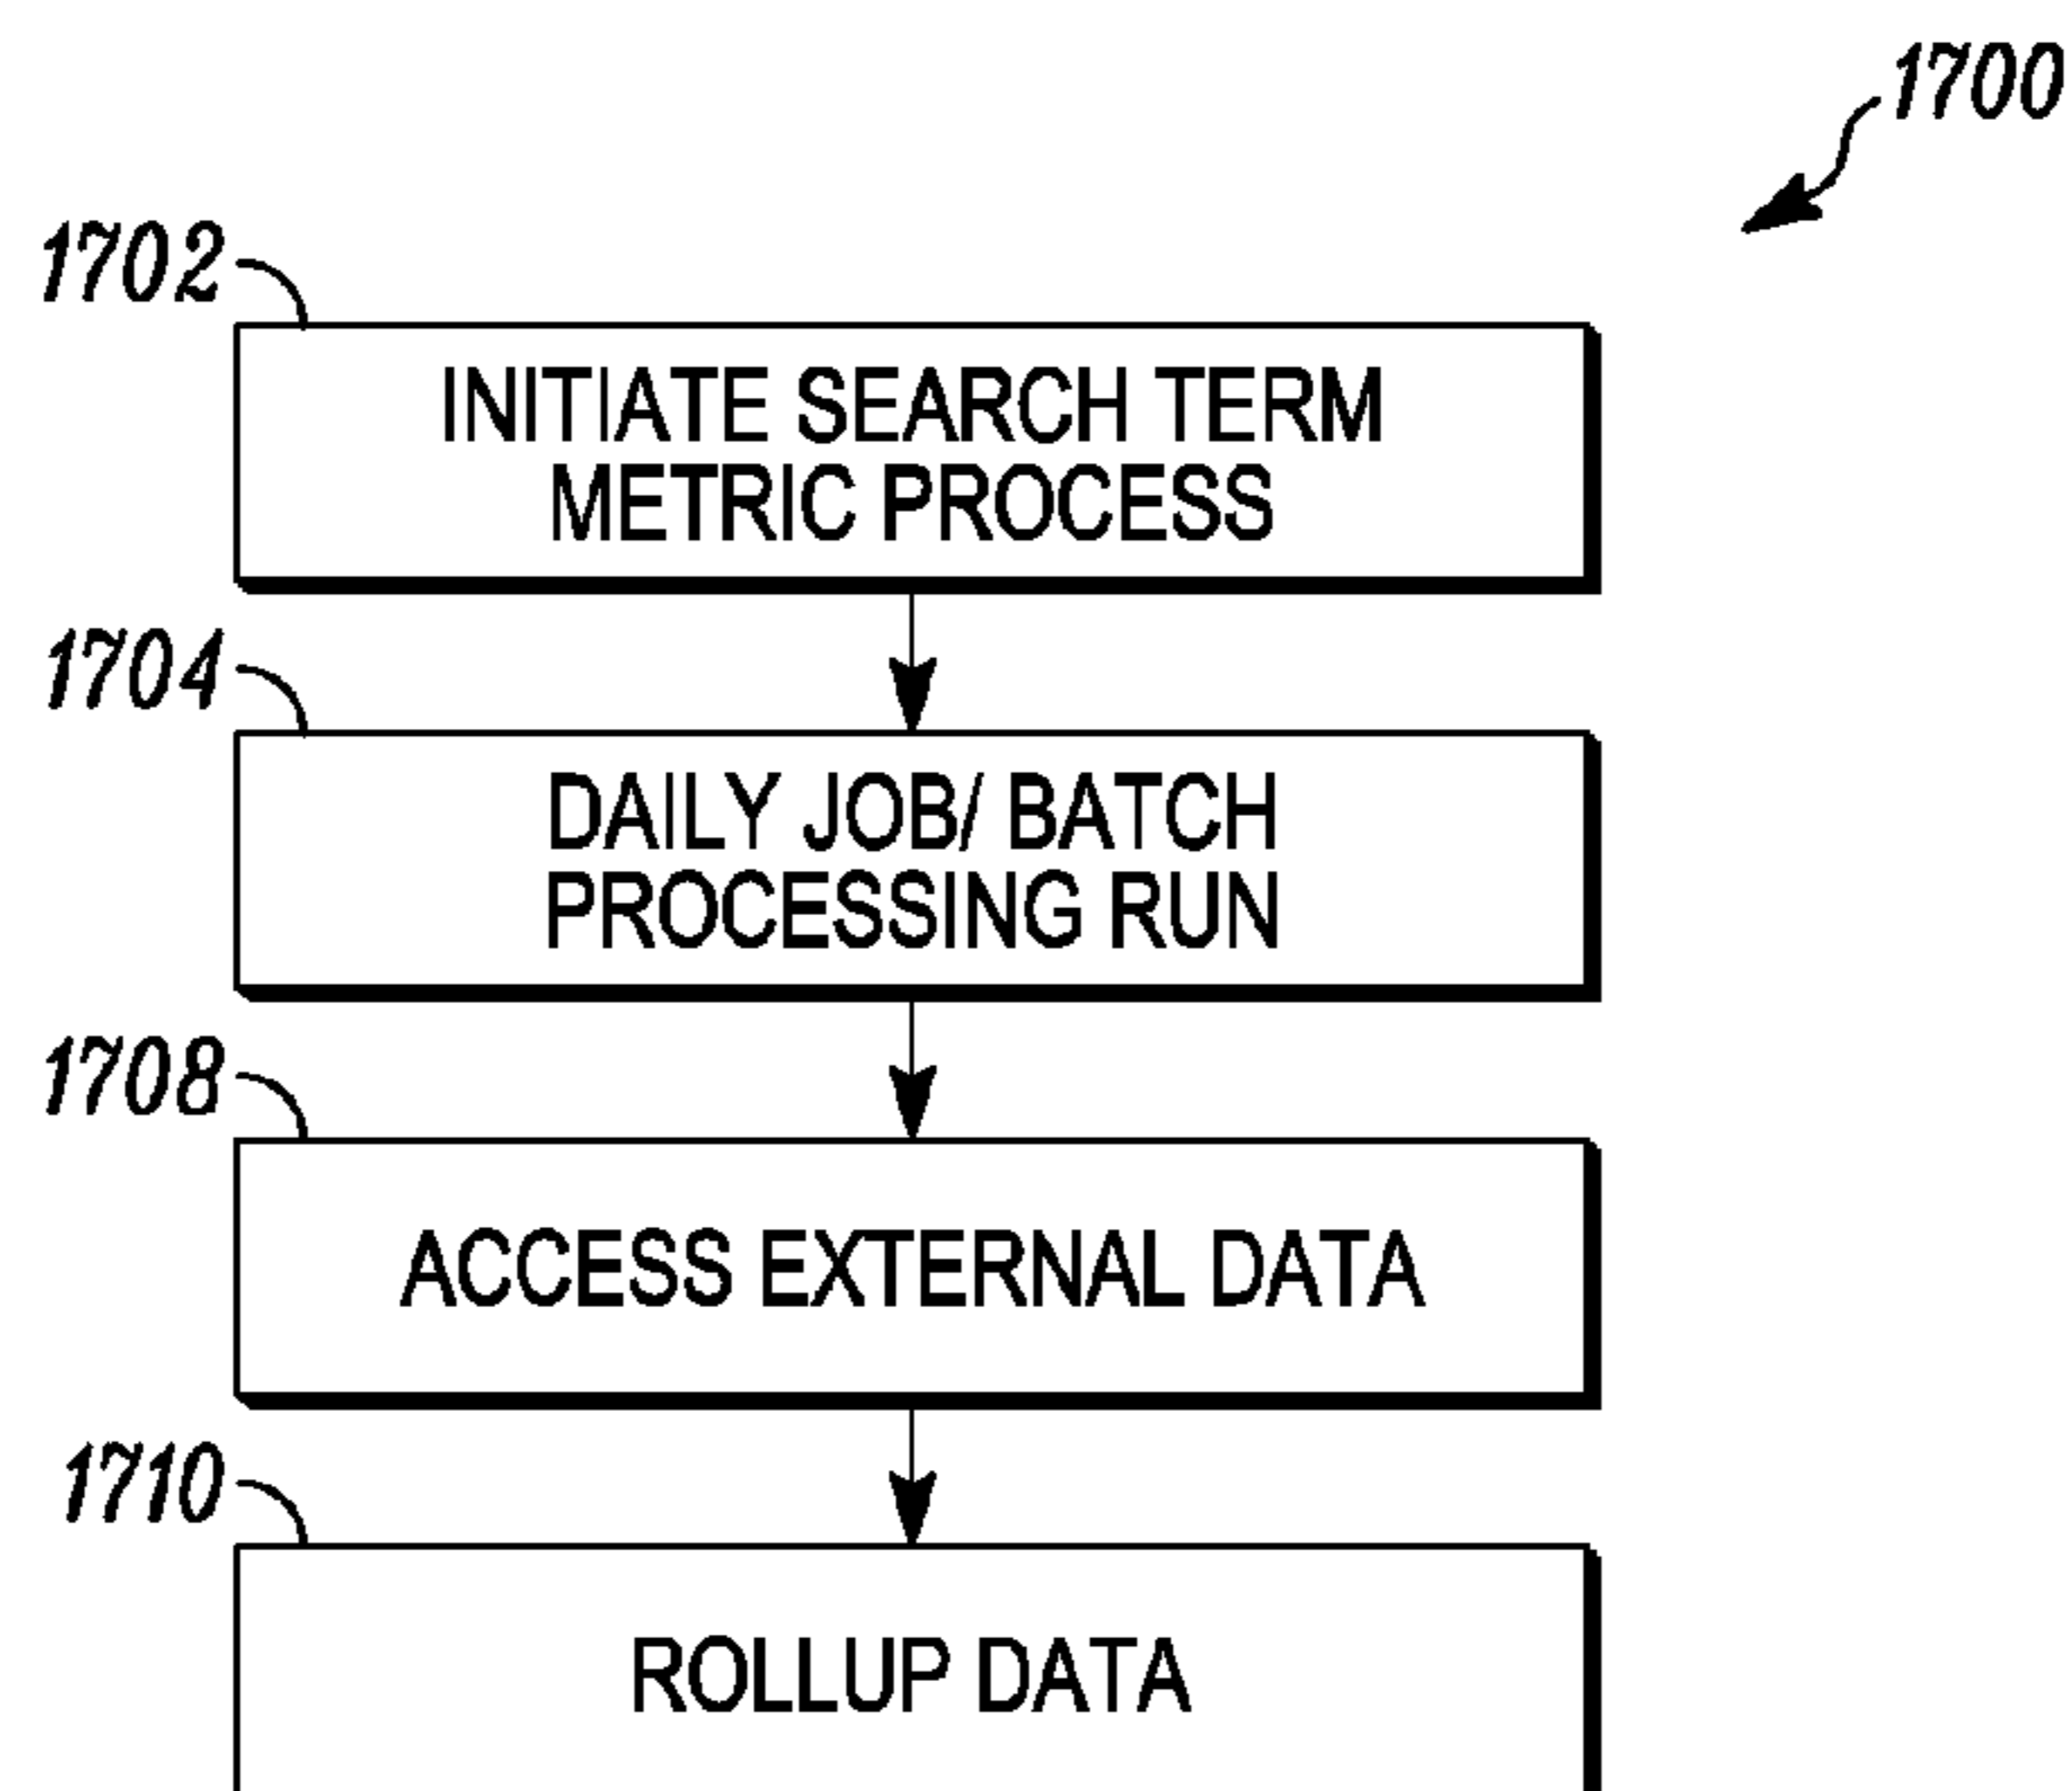 1700
1702
INITIATE SEARCH TERM
METRIC PROCESS
1704
DAILY JOB/ BATCH
PROCESSING RUN
1708
ACCESS EXTERNAL DATA
1710
ROLLUP DATA